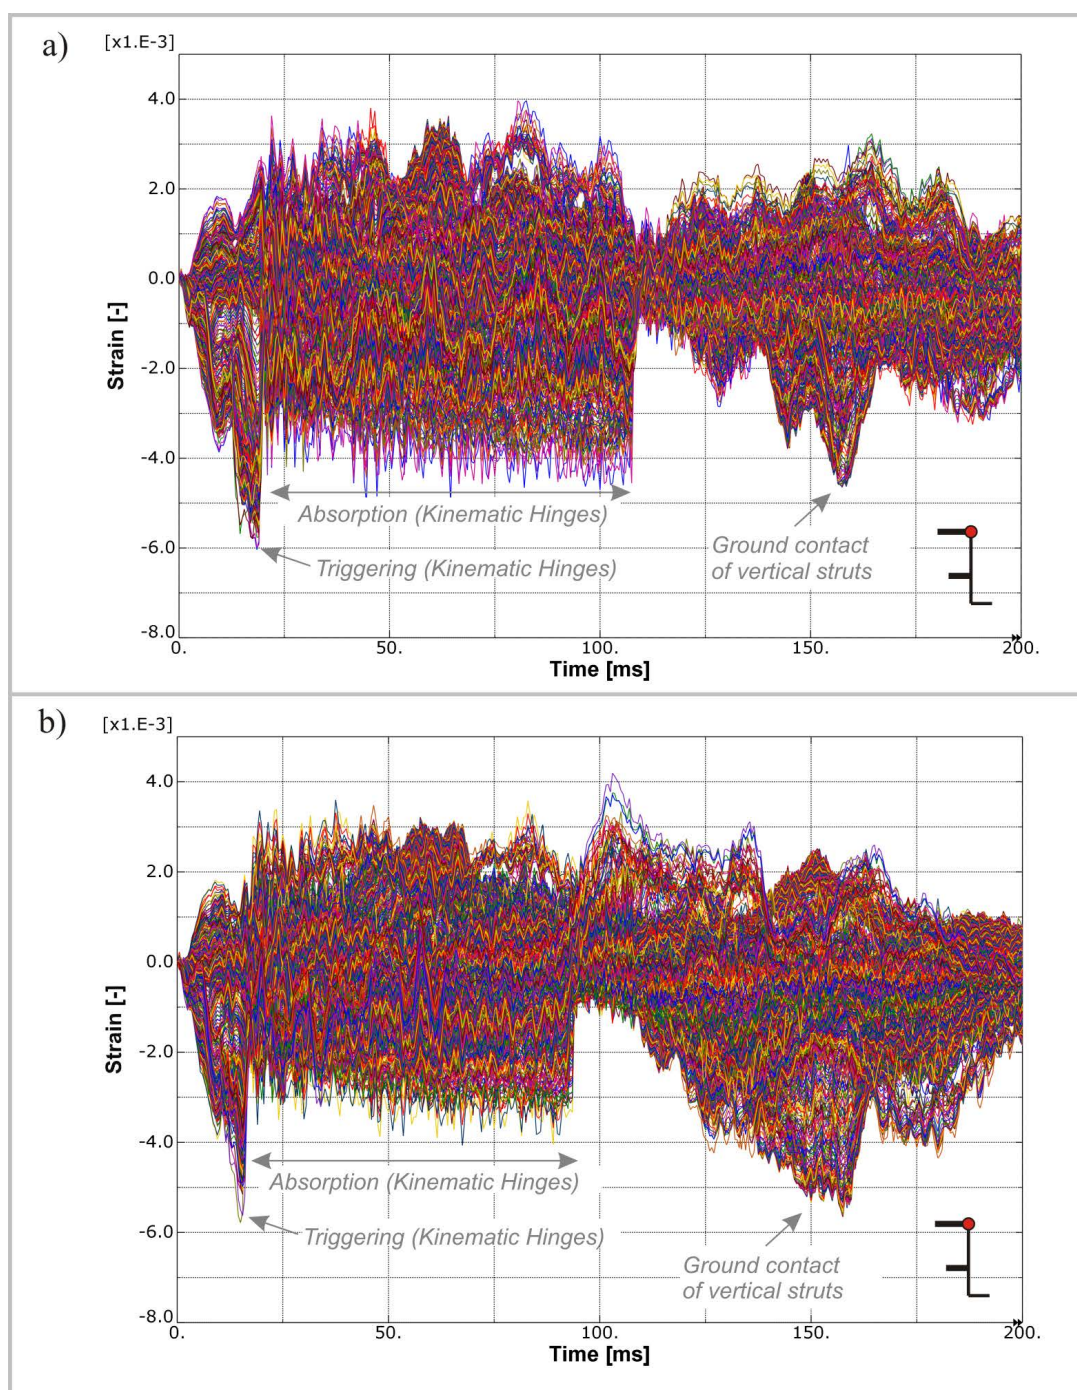 a)
[x1.E-3]
4.0
2.0
0.0
-2.0
-4.0
-6.0
-8.0
Strain [-]
Absorption (Kinematic Hinges)
Triggering (Kinematic Hinges)
Ground contact
of vertical struts
0. 50. 100. 150. 200.
Time [ms]
b)
[x1.E-3]
4.0
2.0
0.0
-2.0
-4.0
-6.0
-8.0
Strain [-]
Absorption (Kinematic Hinges)
Triggering (Kinematic Hinges)
Ground contact
of vertical struts
0. 50. 100. 150. 200.
Time [ms]